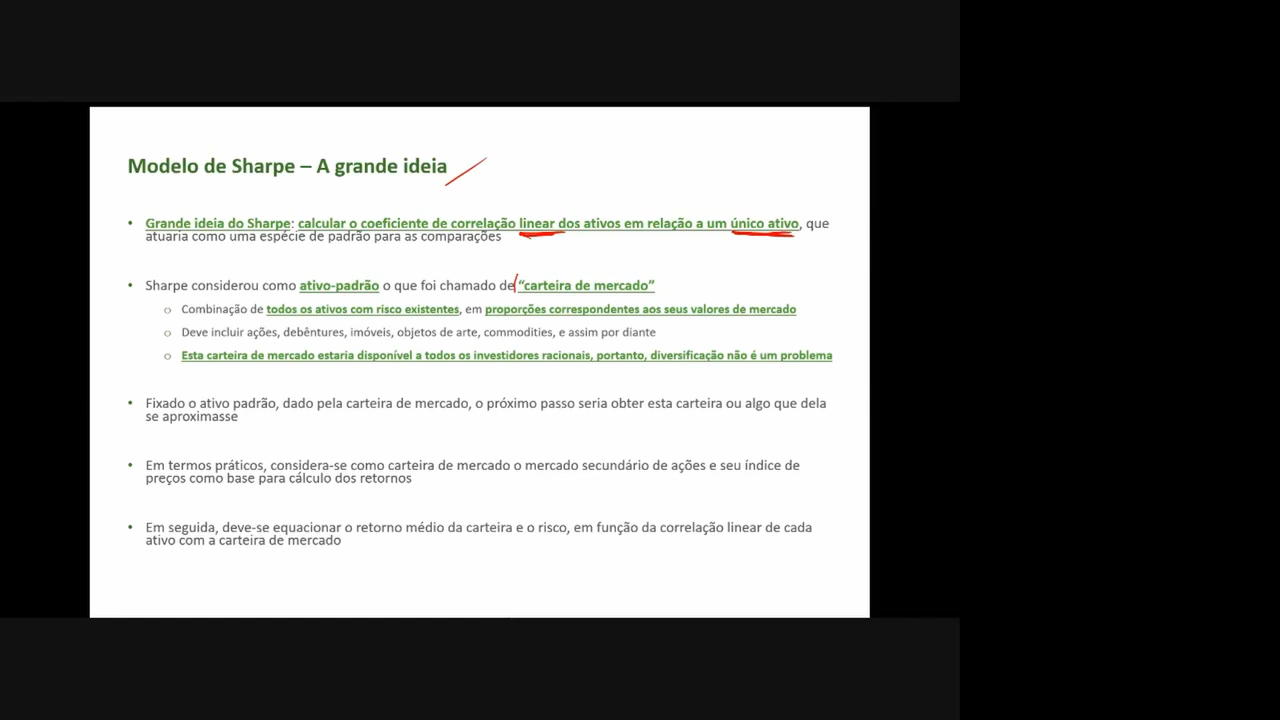 Modelo de Sharpe – A grande ideia
• Grande ideia do Sharpe: calcular o coeficiente de correlação linear dos ativos em relação a um único ativo, que
atuaria como uma espécie de padrão para as comparações
• Sharpe considerou como ativo-padrão o que foi chamado de “carteira de mercado”
o Combinação de todos os ativos com risco existentes, em proporções correspondentes aos seus valores de mercado
o Deve incluir ações, debêntures, imóveis, objetos de arte, commodities, e assim por diante
o Esta carteira de mercado estaria disponível a todos os investidores racionais, portanto, diversificação não é um problema
• Fixado o ativo padrão, dado pela carteira de mercado, o próximo passo seria obter esta carteira ou algo que dela
se aproximasse
• Em termos práticos, considera-se como carteira de mercado o mercado secundário de ações e seu índice de
preços como base para cálculo dos retornos
• Em seguida, deve-se equacionar o retorno médio da carteira e o risco, em função da correlação linear de cada
ativo com a carteira de mercado